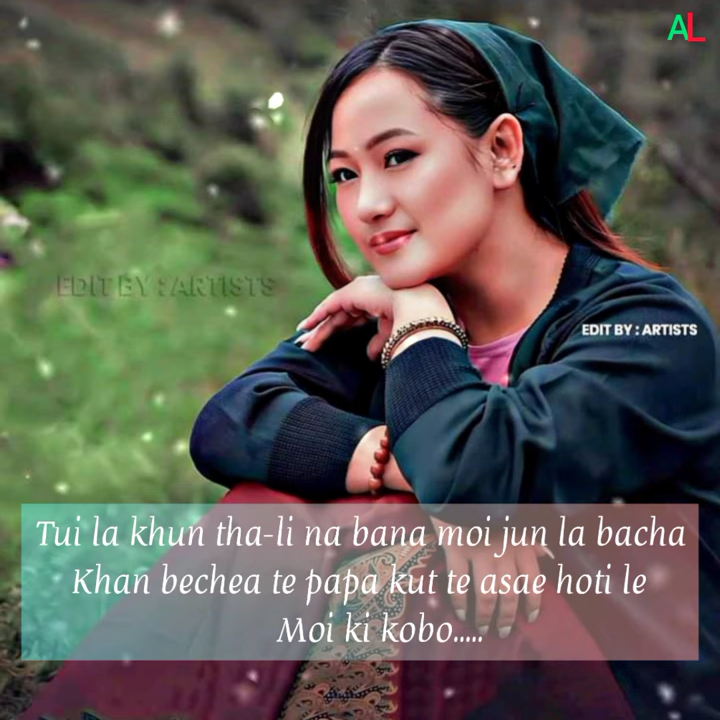 AL
EDIT BY : ARTISTS
EDIT BY : ARTISTS
Tui la khun tha-li na bana moi jun la bacha
Khan bechea te papa kut te asae hoti le
Moi ki kobo.....